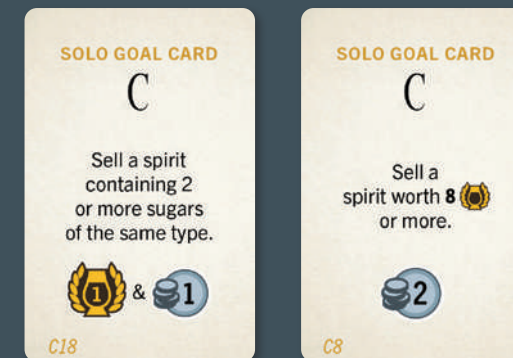 SOLO GOAL CARD
C
Sell a spirit
containing 2
or more sugars
of the same type.
1 & 1
C18
SOLO GOAL CARD
C
Sell a
spirit worth 8
or more.
2
C8